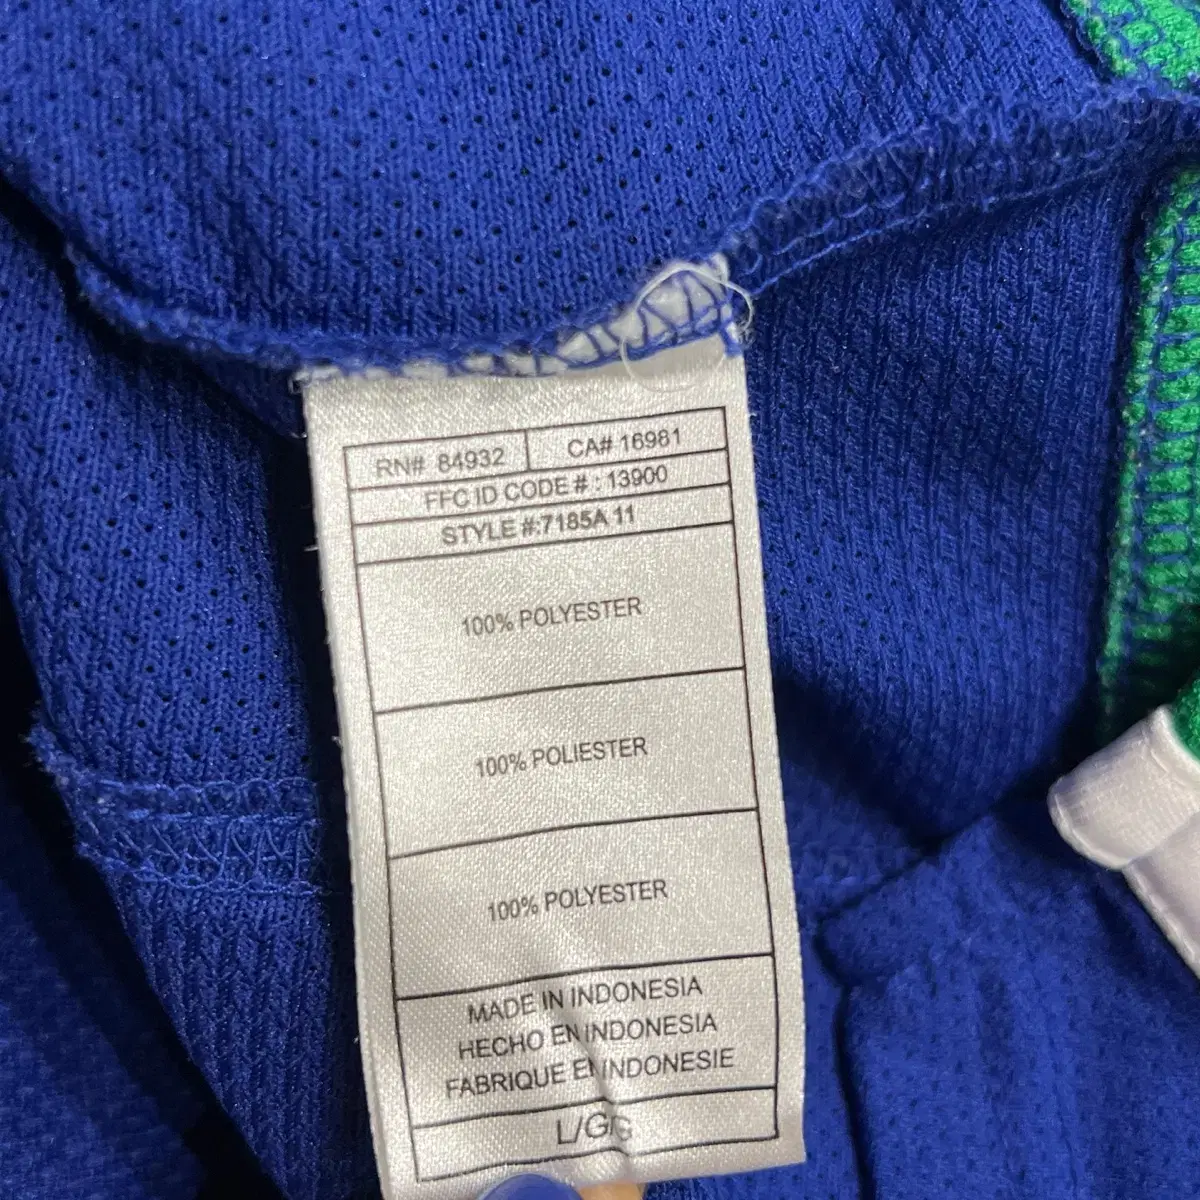 RN# 84932 CA# 16981
FFC ID CODE # : 13900
STYLE #:7185A 11
100% POLYESTER
100% POLIESTER
100% POLYESTER
MADE IN INDONESIA
HECHO EN INDONESIA
FABRIQUE EN INDONESIE
L/G/G